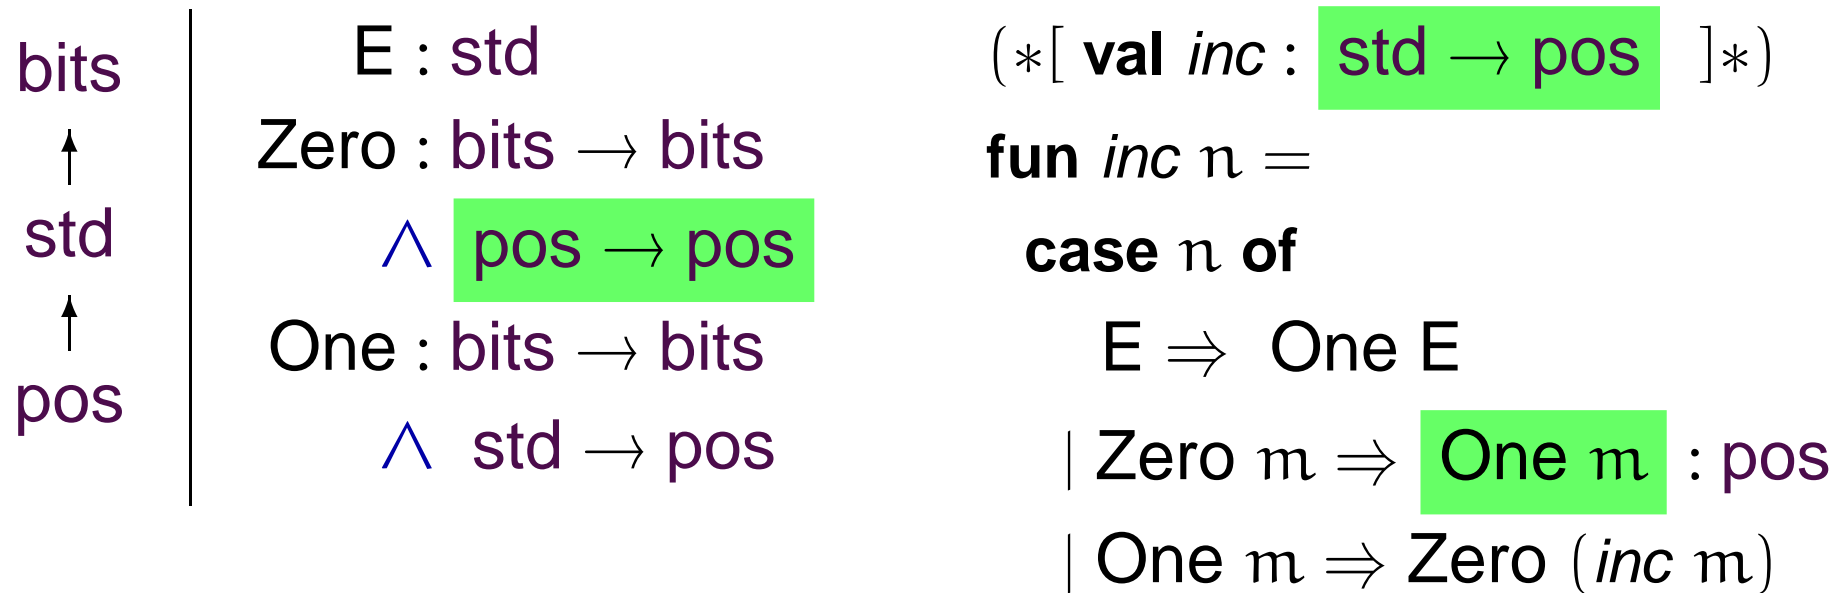 bits
↑
std
↑
pos
E : std
Zero : bits → bits
∧ pos → pos
One : bits → bits
∧ std → pos
(∗[ val inc : std → pos ]∗)
fun inc n =
case n of
E ⇒ One E
| Zero m ⇒ One m : pos
| One m ⇒ Zero (inc m)